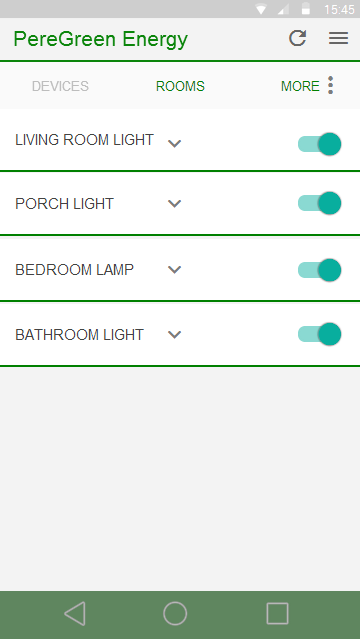 15:45
PereGreen Energy
DEVICES ROOMS MORE
LIVING ROOM LIGHT
PORCH LIGHT
BEDROOM LAMP
BATHROOM LIGHT